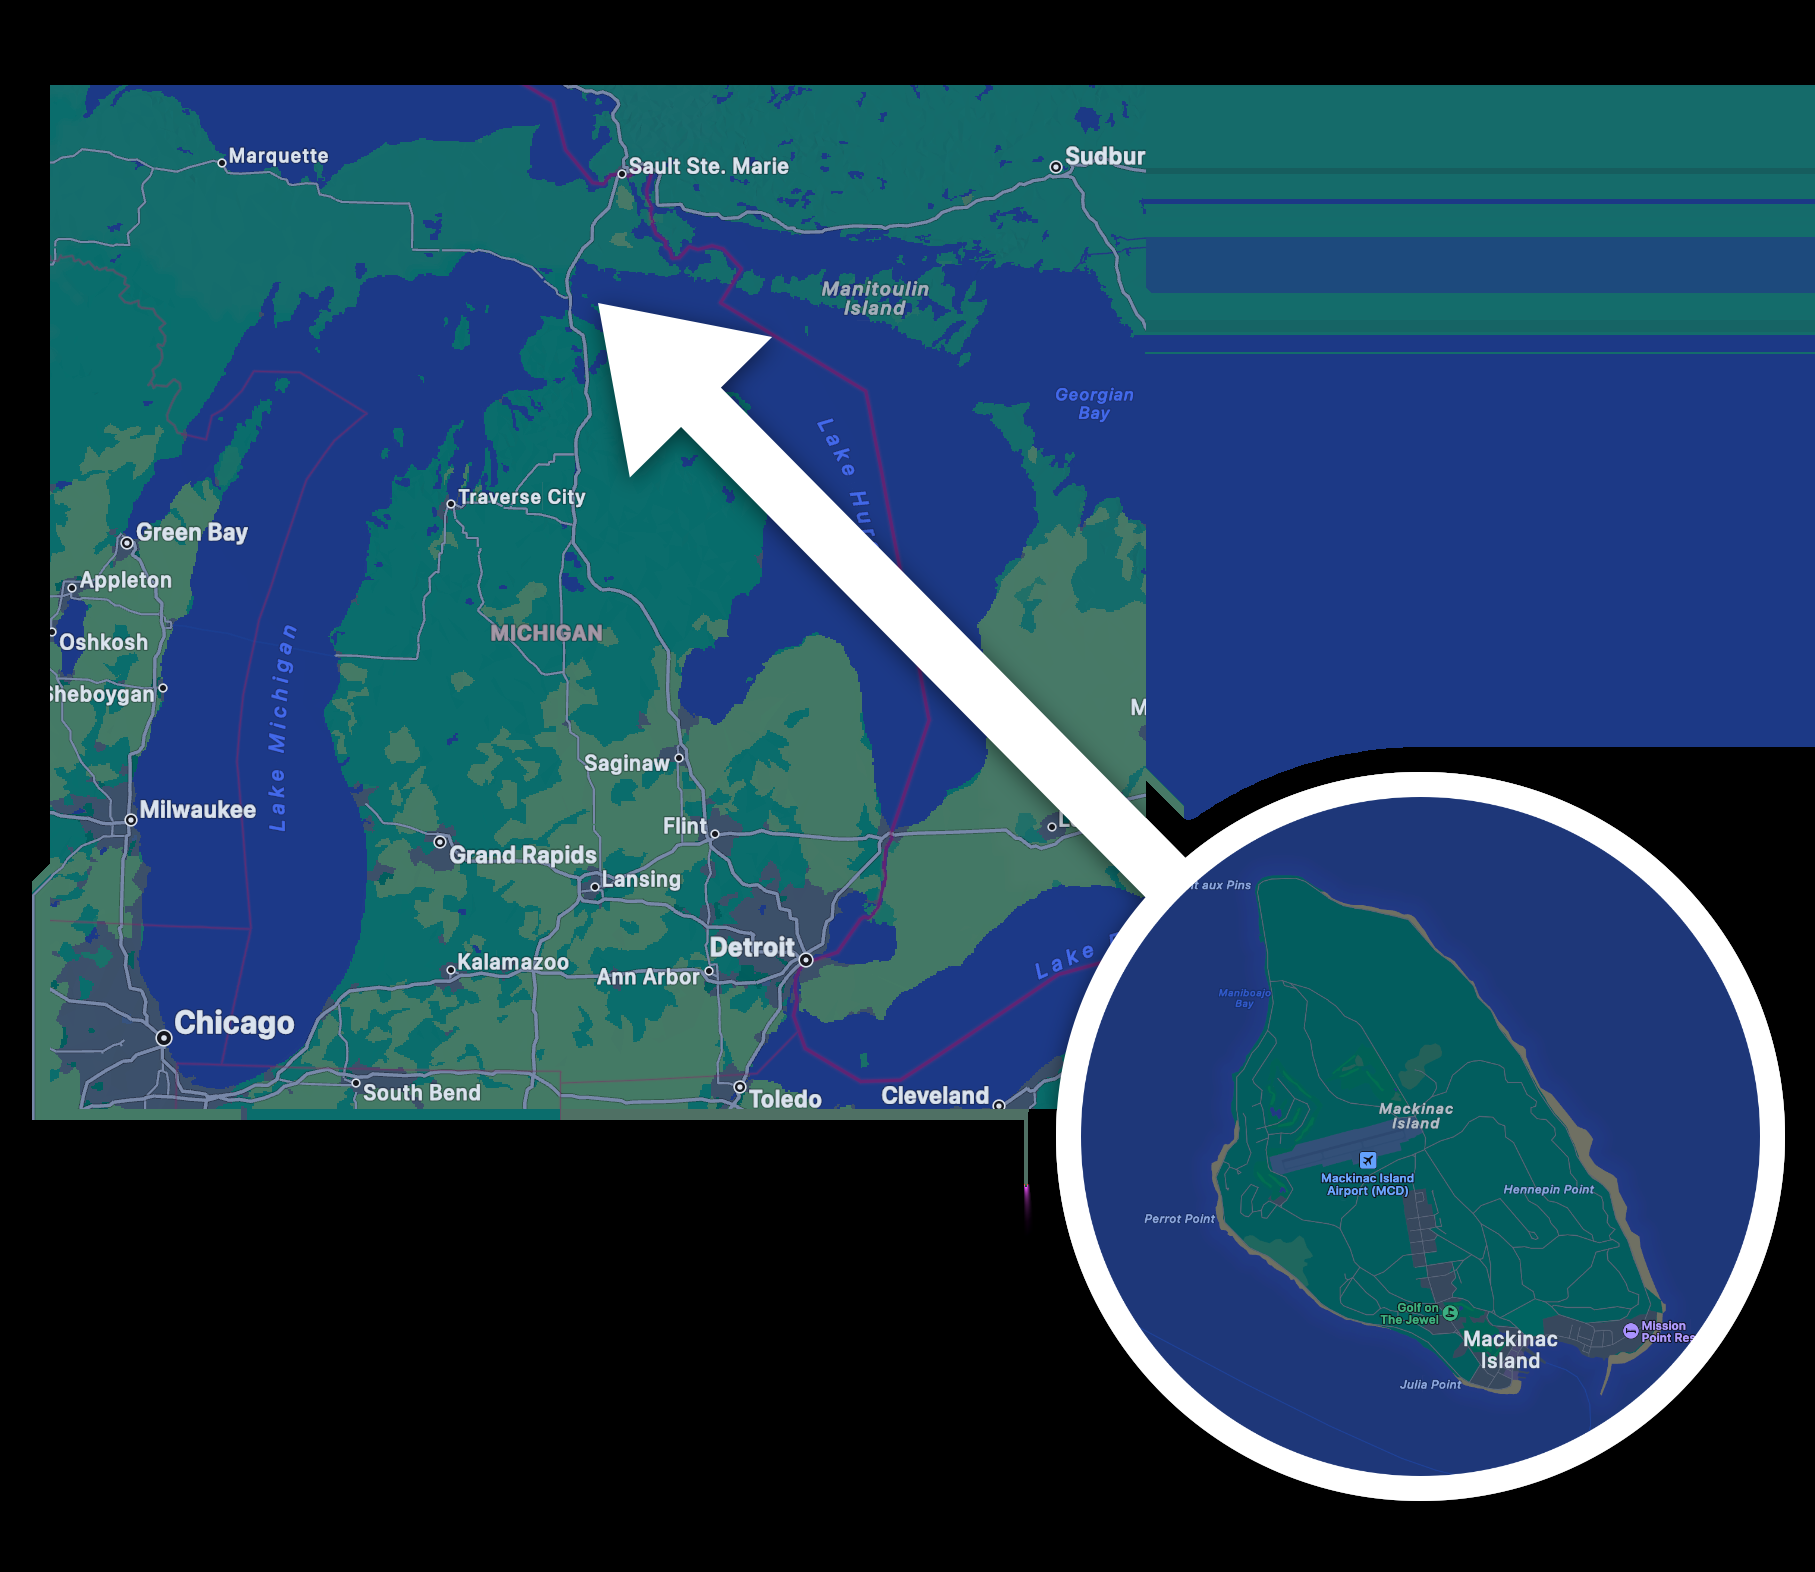 Marquette
Sault Ste. Marie
Sudbur
Manitoulin
Island
Georgian
Bay
Lake Hur
Traverse City
Green Bay
Appleton
Oshkosh
MICHIGAN
Lake Michigan
Sheboygan
M
Saginaw
Milwaukee
Flint
L
Grand Rapids
Lansing
Detroit
Lake
Kalamazoo
Ann Arbor
Chicago
South Bend
Toledo
Cleveland
nt aux Pins
Maniboajo
Bay
Mackinac
Island
Mackinac Island
Airport (MCD)
Hennepin Point
Perrot Point
Golf on
The Jewel
Mission
Point Res
Mackinac
Island
Julia Point